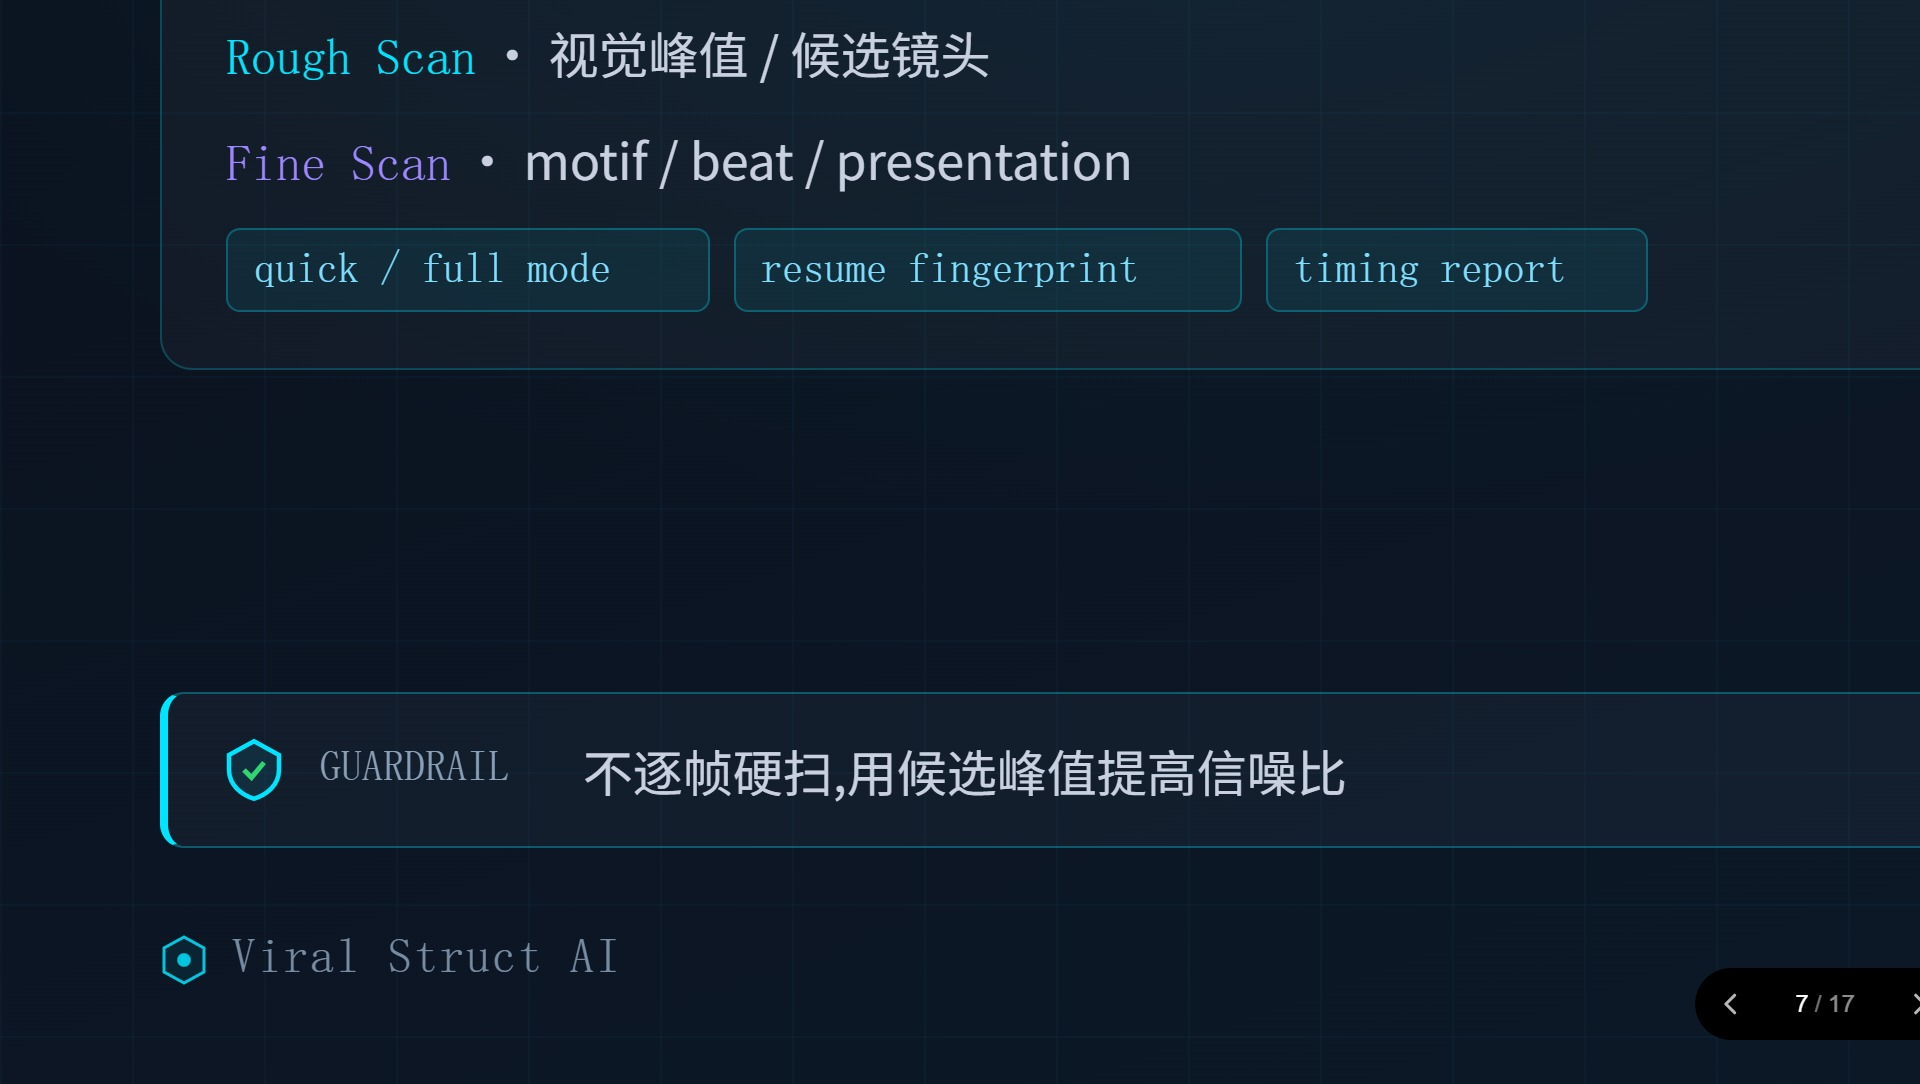 Rough Scan • 视觉峰值 / 候选镜头
Fine Scan • motif / beat / presentation
quick / full mode
resume fingerprint
timing report
GUARDRAIL 不逐帧硬扫,用候选峰值提高信噪比
Viral Struct AI
7 / 17